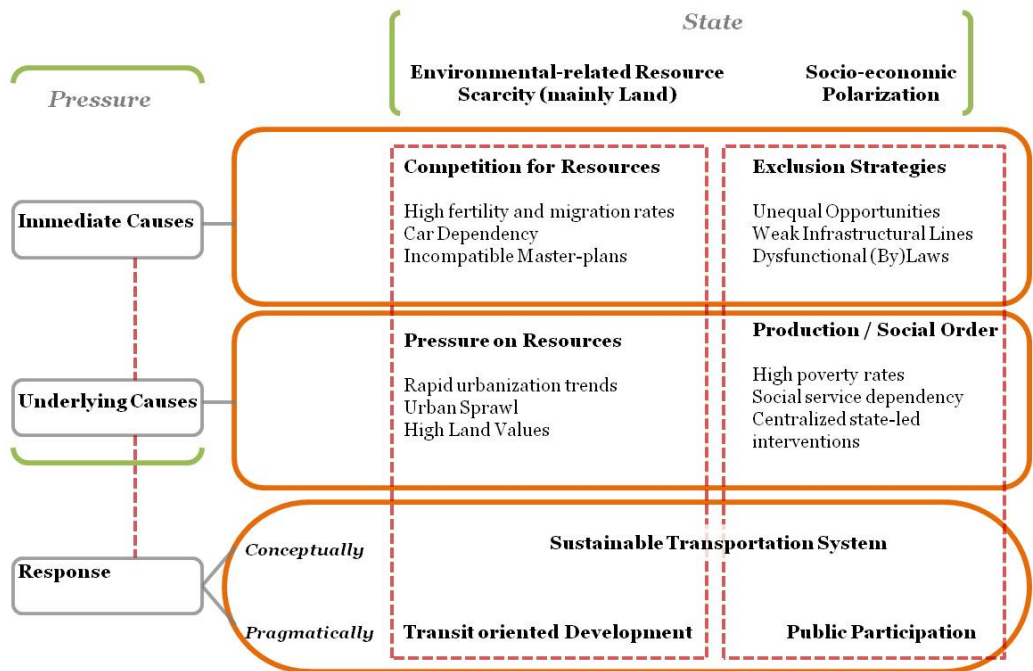 State
Pressure
Environmental-related Resource
Scarcity (mainly Land)
Socio-economic
Polarization
Immediate Causes
Competition for Resources
High fertility and migration rates
Car Dependency
Incompatible Master-plans
Exclusion Strategies
Unequal Opportunities
Weak Infrastructural Lines
Dysfunctional (By)Laws
Underlying Causes
Pressure on Resources
Rapid urbanization trends
Urban Sprawl
High Land Values
Production / Social Order
High poverty rates
Social service dependency
Centralized state-led
interventions
Response
Conceptually
Sustainable Transportation System
Pragmatically
Transit oriented Development
Public Participation